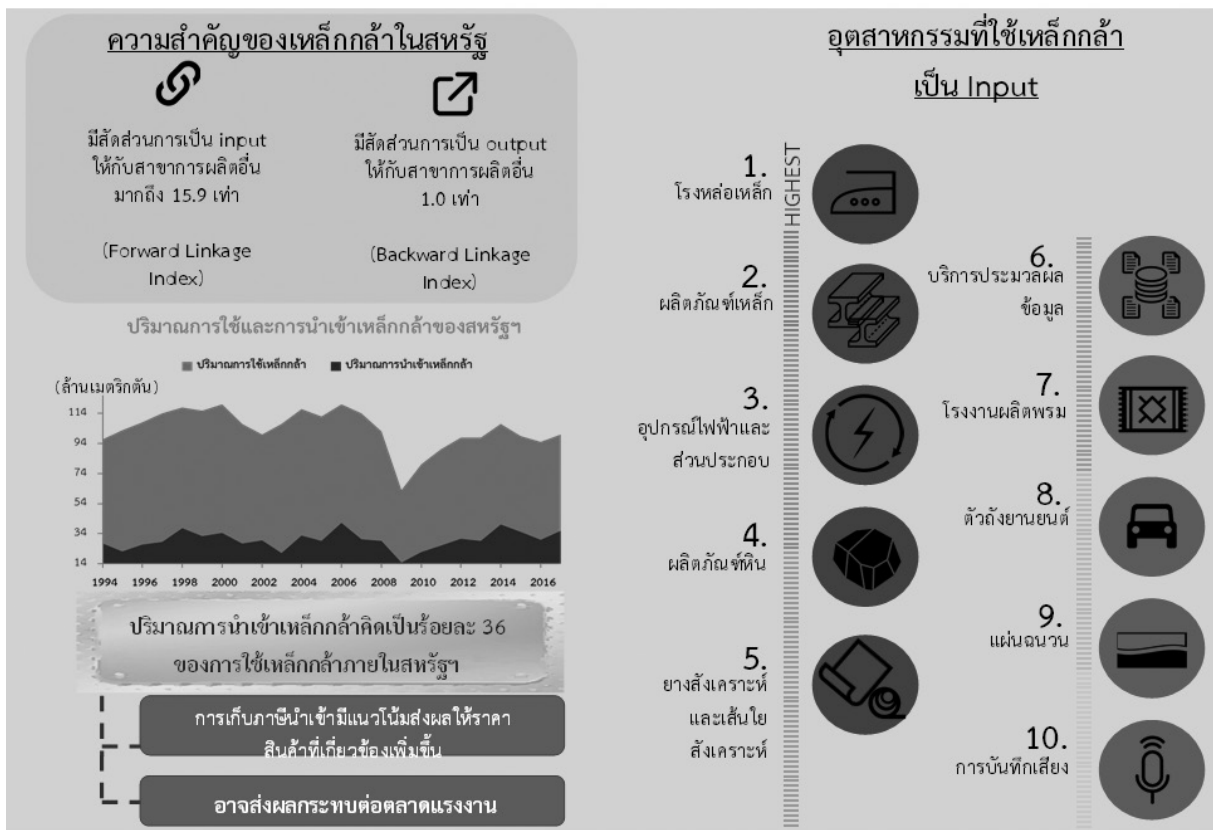 ความสำคัญของเหล็กกล้าในสหรัฐ
มีสัดส่วนการเป็น input
ให้กับสาขาการผลิตอื่น
มากถึง 15.9 เท่า
(Forward Linkage
Index)
มีสัดส่วนการเป็น output
ให้กับสาขาการผลิตอื่น
1.0 เท่า
(Backward Linkage
Index)
ปริมาณการใช้และการนำเข้าเหล็กกล้าของสหรัฐฯ
ปริมาณการใช้เหล็กกล้า ปริมาณการนำเข้าเหล็กกล้า
(ล้านเมตริกตัน)
114
94
74
54
34
14
1994 1996 1998 2000 2002 2004 2006 2008 2010 2012 2014 2016
ปริมาณการนำเข้าเหล็กกล้าคิดเป็นร้อยละ 36
ของการใช้เหล็กกล้าภายในสหรัฐฯ
การเก็บภาษีนำเข้ามีแนวโน้มส่งผลให้ราคา
สินค้าที่เกี่ยวข้องเพิ่มขึ้น
อาจส่งผลกระทบต่อตลาดแรงงาน
อุตสาหกรรมที่ใช้เหล็กกล้า
เป็น Input
HIGHEST
1.
โรงหล่อเหล็ก
2.
ผลิตภัณฑ์เหล็ก
3.
อุปกรณ์ไฟฟ้าและ
ส่วนประกอบ
4.
ผลิตภัณฑ์หิน
5.
ยางสังเคราะห์
และเส้นใย
สังเคราะห์
6.
บริการประมวลผล
ข้อมูล
7.
โรงงานผลิตพรม
8.
ตัวถังยานยนต์
9.
แผ่นฉนวน
10.
การบันทึกเสียง